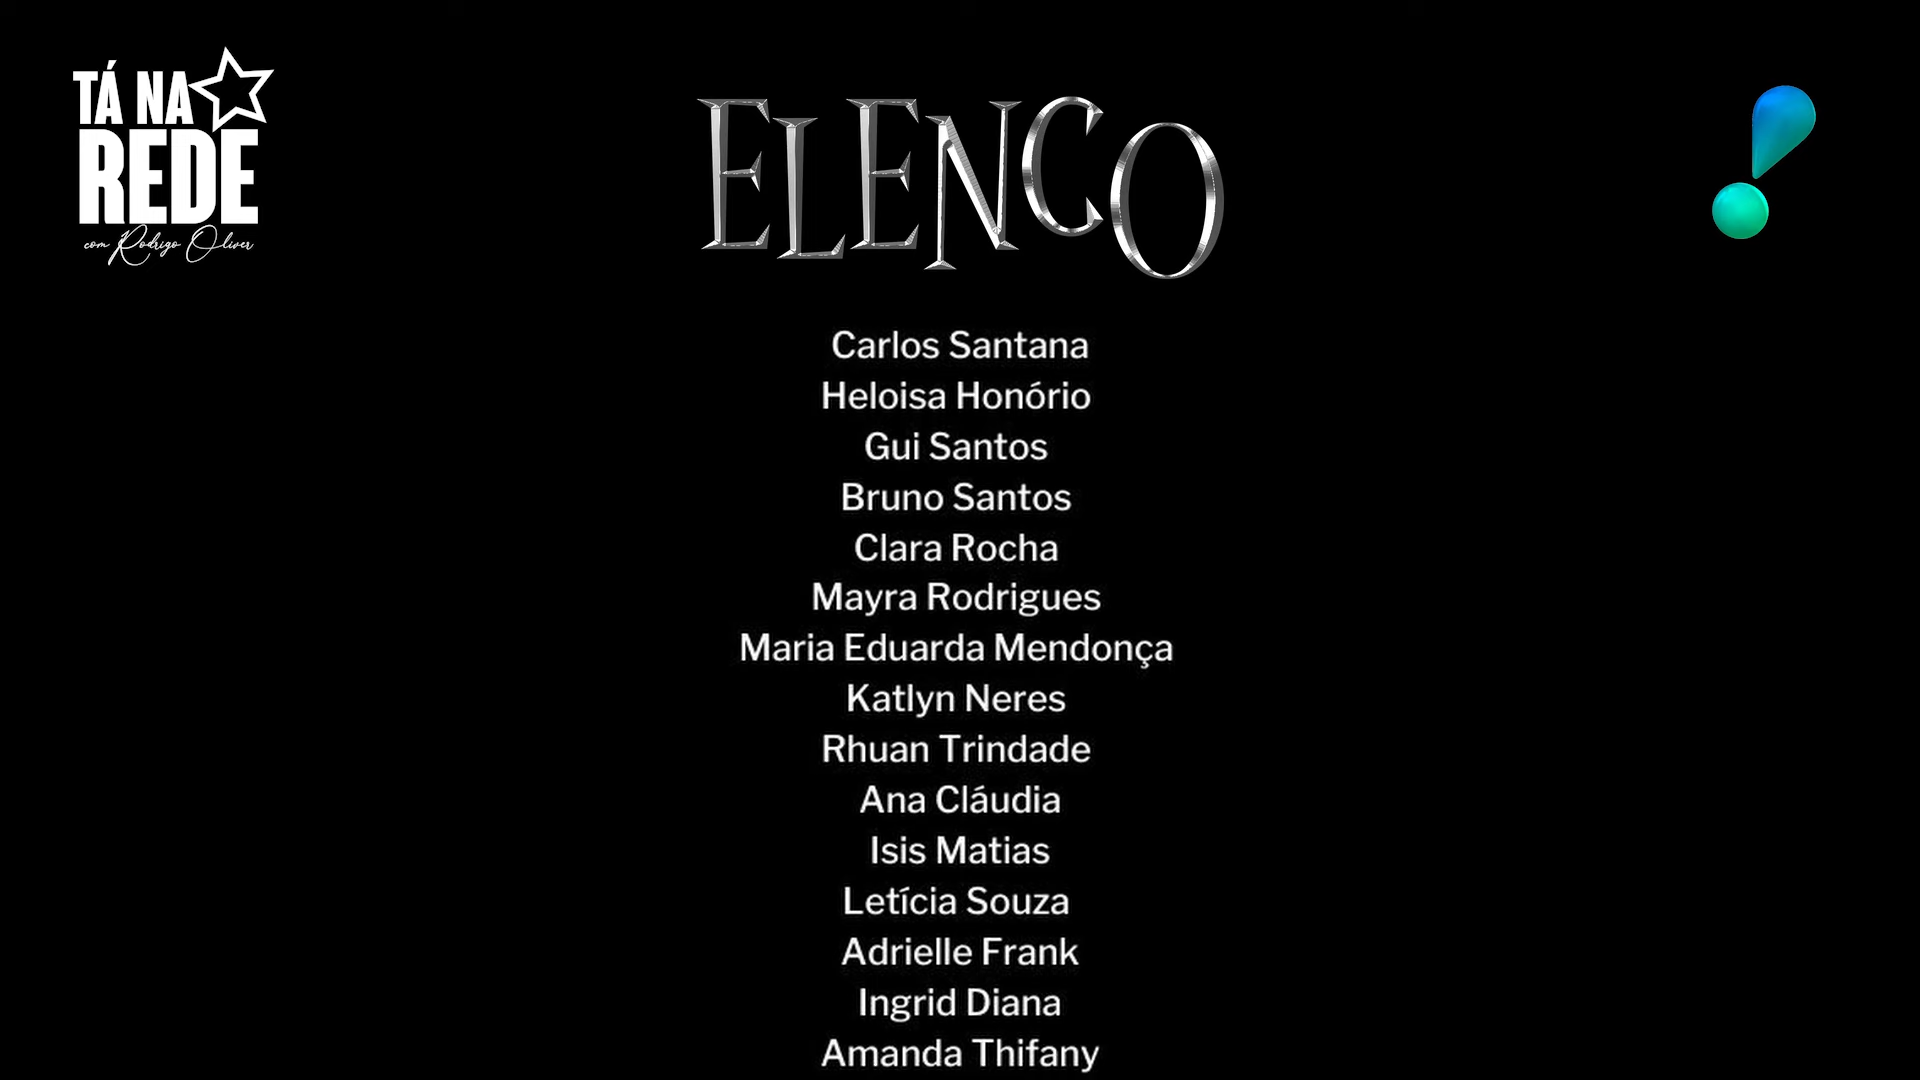 TÁ NA
REDE
com Rodrigo Oliver
ELENCO
Carlos Santana
Heloisa Honório
Gui Santos
Bruno Santos
Clara Rocha
Mayra Rodrigues
Maria Eduarda Mendonça
Katlyn Neres
Rhuan Trindade
Ana Cláudia
Isis Matias
Letícia Souza
Adrielle Frank
Ingrid Diana
Amanda Thifany